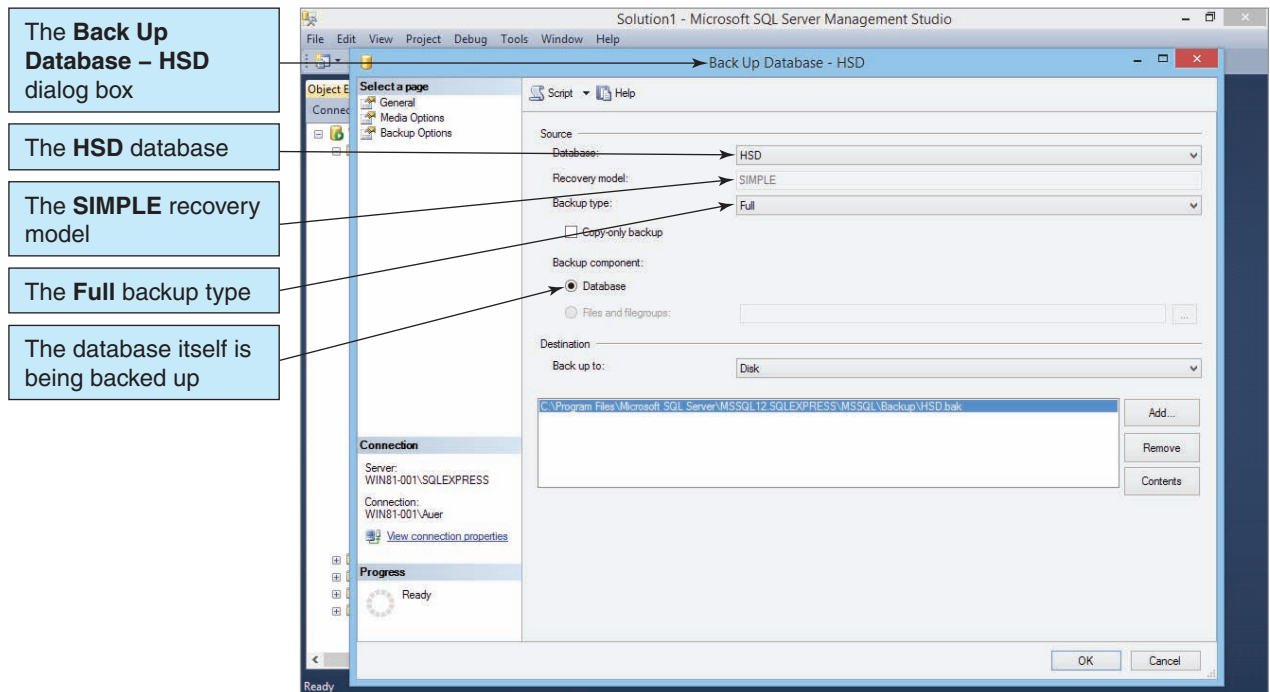 The Back Up
Database – HSD
dialog box
The HSD database
The SIMPLE recovery
model
The Full backup type
The database itself is
being backed up
Solution1 - Microsoft SQL Server Management Studio
File Edit View Project Debug Tools Window Help
Back Up Database - HSD
Object E
Connec
Select a page
General
Media Options
Backup Options
Script Help
Source
Database:
HSD
Recovery model:
SIMPLE
Backup type:
Full
Copy-only backup
Backup component:
Database
Files and filegroups:
...
Destination
Back up to:
Disk
C:\Program Files\Microsoft SQL Server\MSSQL12.SQLEXPRESS\MSSQL\Backup\HSD.bak
Add...
Remove
Contents
Connection
Server:
WIN81-001\SQLEXPRESS
Connection:
WIN81-001\Auer
View connection properties
Progress
Ready
OK
Cancel
Ready